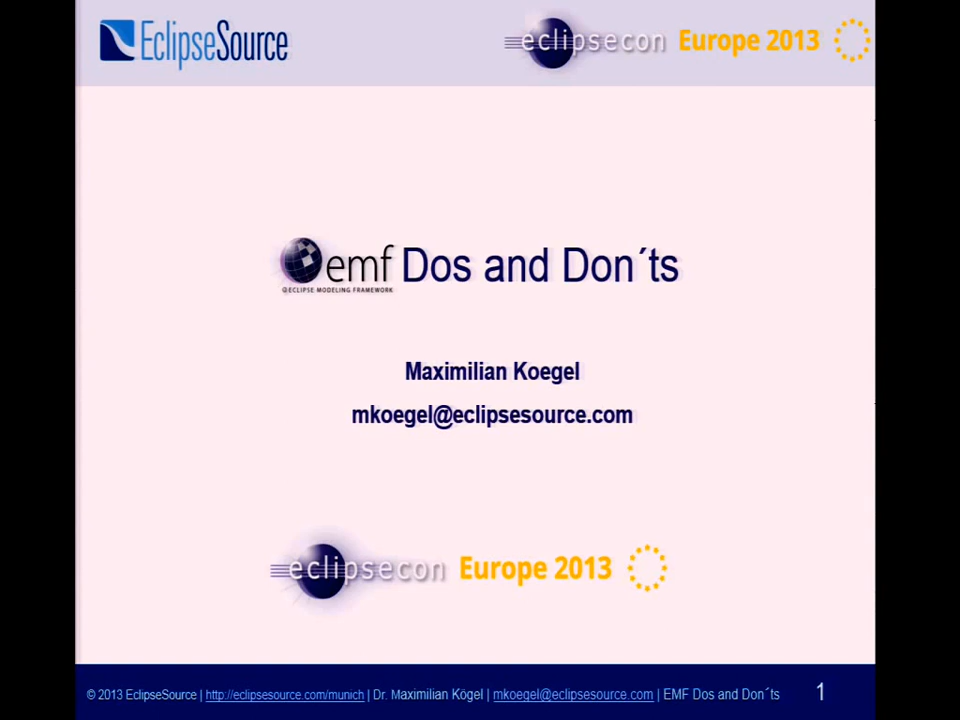 EclipseSource
eclipsecon Europe 2013
emf Dos and Don´ts
@ECLIPSE MODELING FRAMEWORK
Maximilian Koegel
mkoegel@eclipsesource.com
eclipsecon Europe 2013
© 2013 EclipseSource | http://eclipsesource.com/munich | Dr. Maximilian Kögel | mkoegel@eclipsesource.com | EMF Dos and Don´ts 1